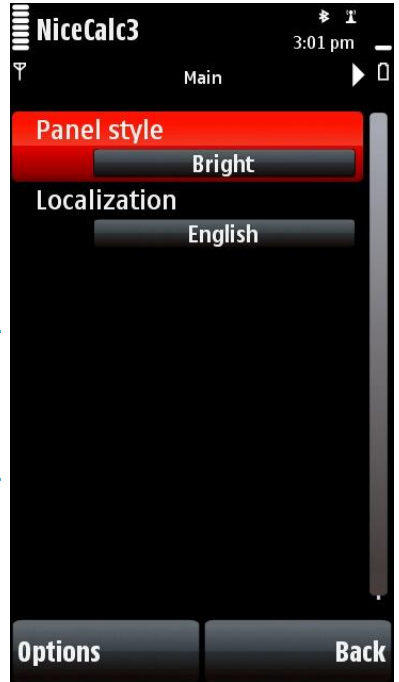 NiceCalc3
3:01 pm
Main
Panel style
Bright
Localization
English
Options
Back